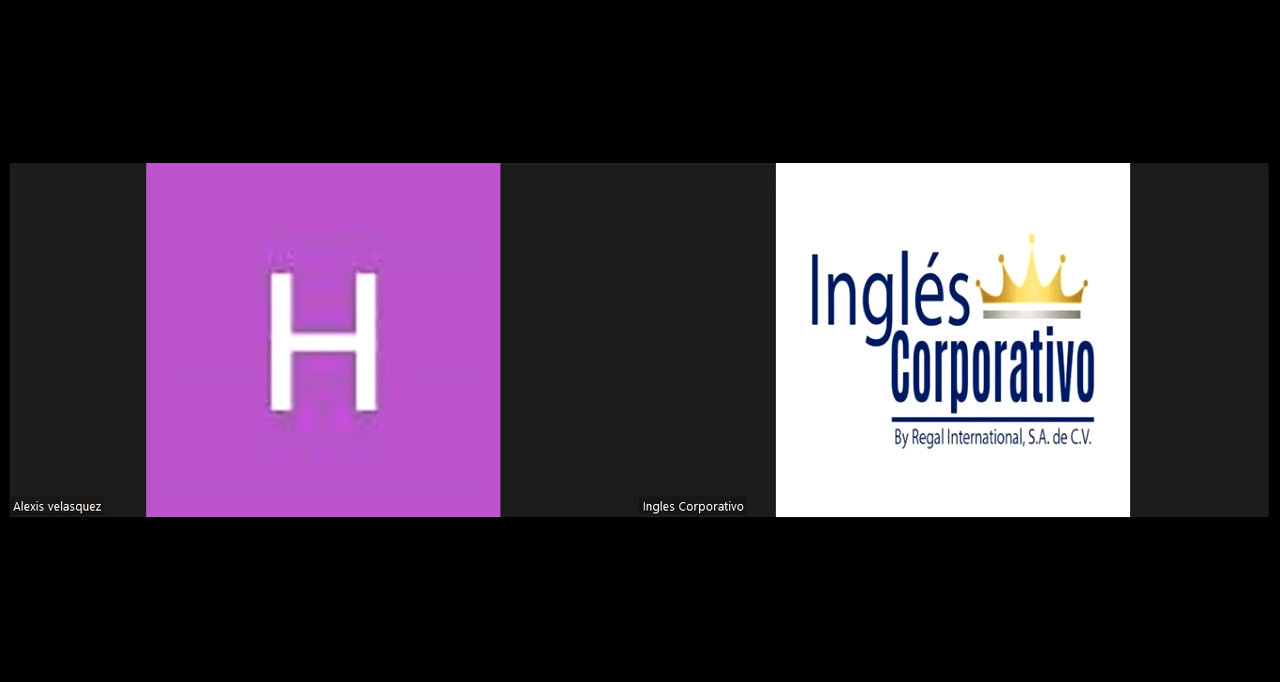 H
Alexis velasquez
Inglés
Corporativo
By Regal International, S.A. de C.V.
Ingles Corporativo